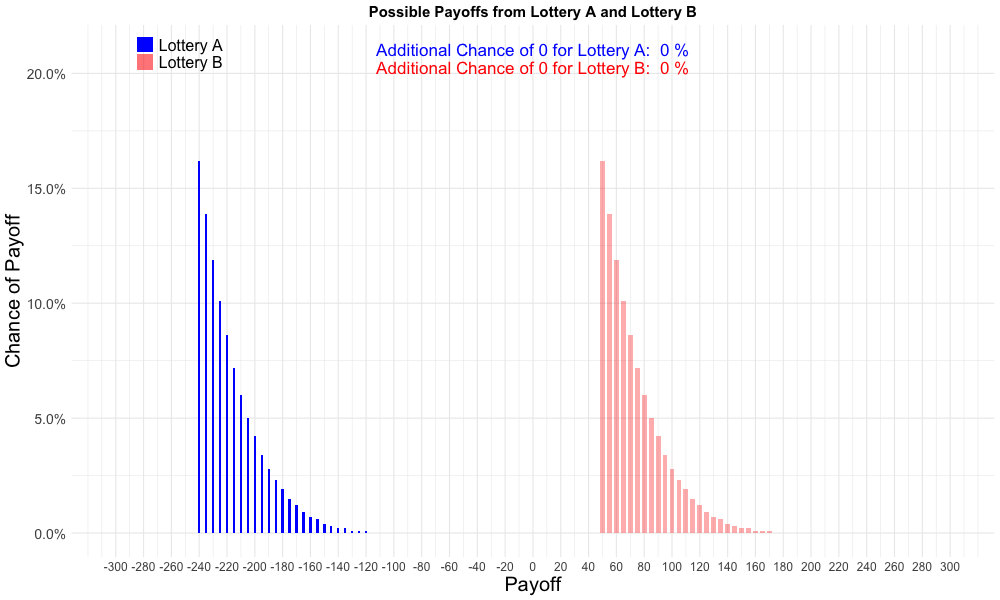 Possible Payoffs from Lottery A and Lottery B
Lottery A
Lottery B
Additional Chance of 0 for Lottery A:  0 %
Additional Chance of 0 for Lottery B:  0 %
Chance of Payoff
20.0%
15.0%
10.0%
5.0%
0.0%
-300 -280 -260 -240 -220 -200 -180 -160 -140 -120 -100 -80 -60 -40 -20 0 20 40 60 80 100 120 140 160 180 200 220 240 260 280 300
Payoff